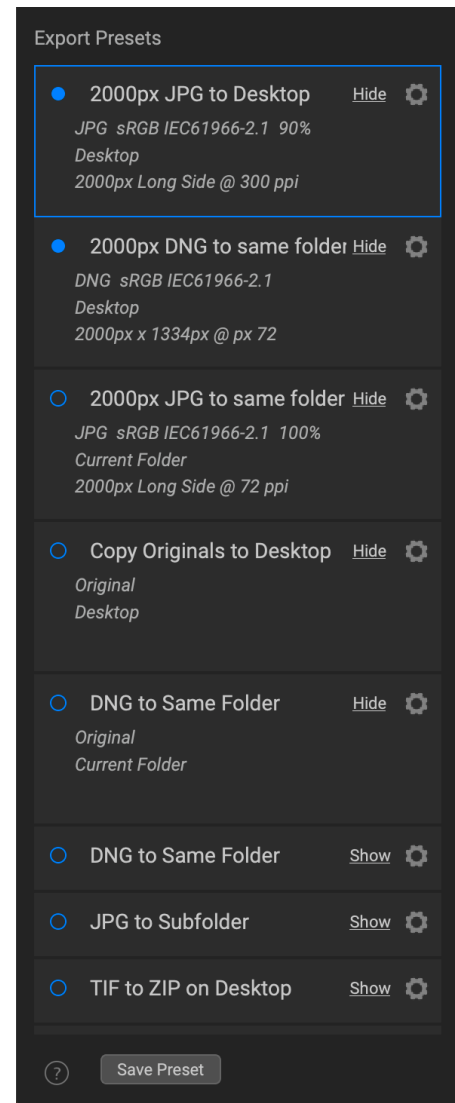 Export Presets
2000px JPG to Desktop Hide
JPG sRGB IEC61966-2.1 90%
Desktop
2000px Long Side @ 300 ppi
2000px DNG to same folder Hide
DNG sRGB IEC61966-2.1
Desktop
2000px x 1334px @ px 72
2000px JPG to same folder Hide
JPG sRGB IEC61966-2.1 100%
Current Folder
2000px Long Side @ 72 ppi
Copy Originals to Desktop Hide
Original
Desktop
DNG to Same Folder Hide
Original
Current Folder
DNG to Same Folder Show
JPG to Subfolder Show
TIF to ZIP on Desktop Show
? Save Preset